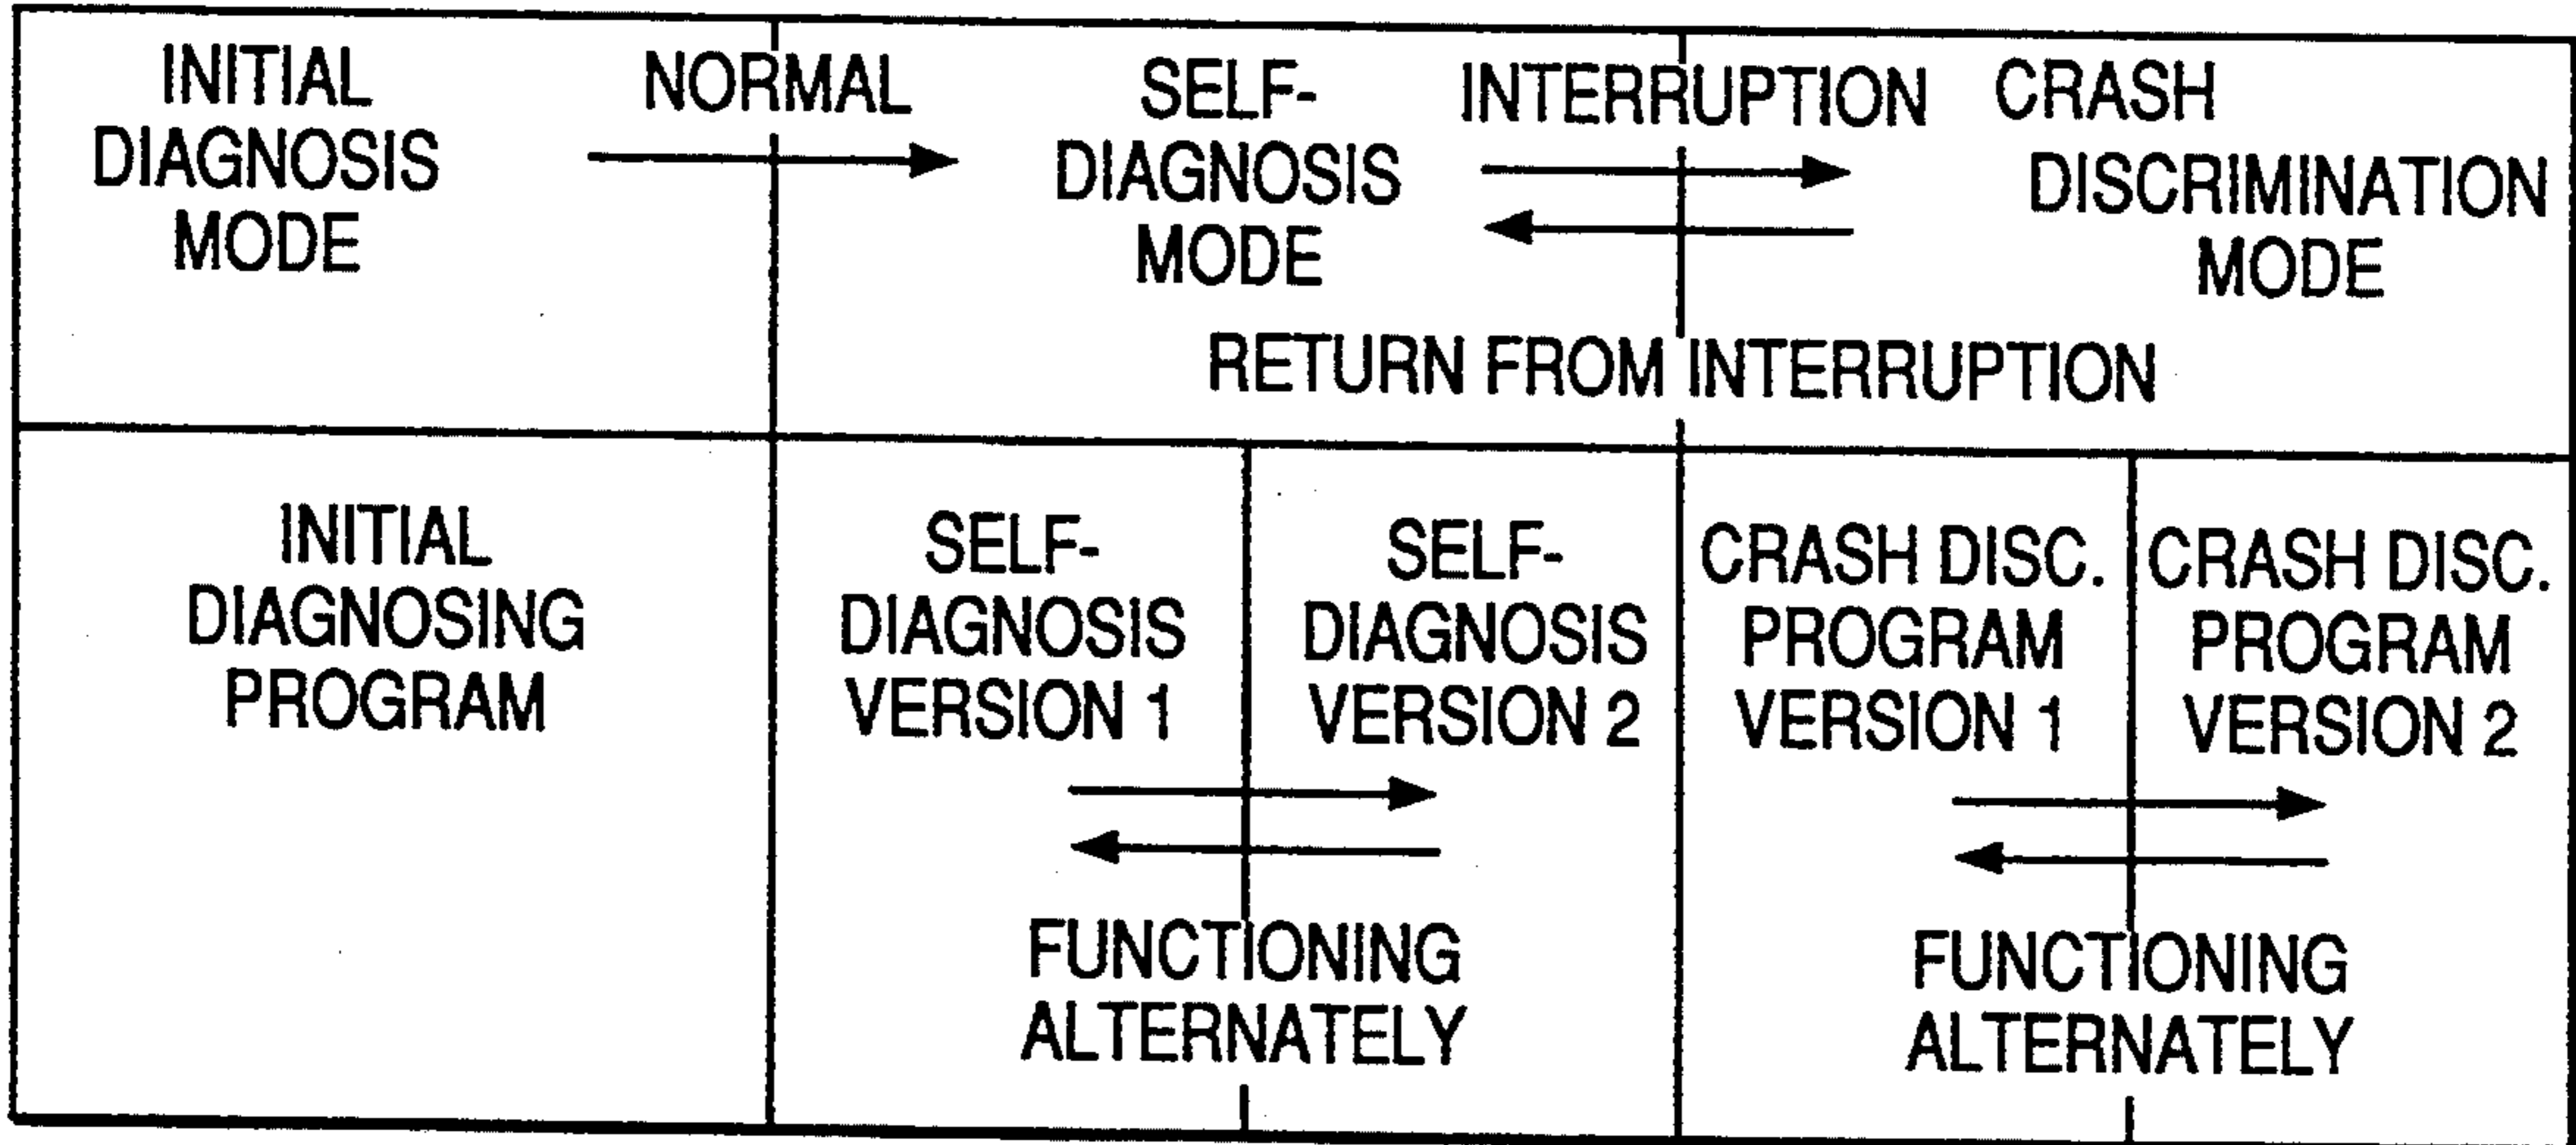 INITIAL
DIAGNOSIS
MODE
NORMAL
SELF-
DIAGNOSIS
MODE
INTERRUPTION
CRASH
DISCRIMINATION
MODE
RETURN FROM INTERRUPTION
INITIAL
DIAGNOSING
PROGRAM
SELF-
DIAGNOSIS
VERSION 1
SELF-
DIAGNOSIS
VERSION 2
FUNCTIONING
ALTERNATELY
CRASH DISC.
PROGRAM
VERSION 1
CRASH DISC.
PROGRAM
VERSION 2
FUNCTIONING
ALTERNATELY